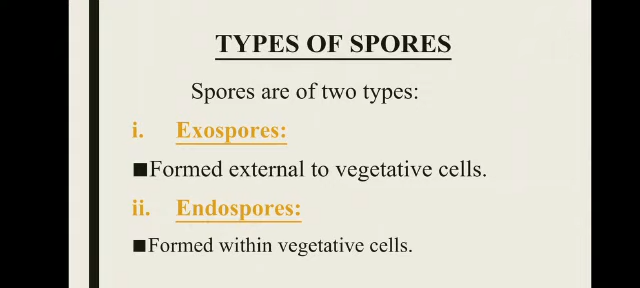 TYPES OF SPORES
Spores are of two types:
i. Exospores:
■Formed external to vegetative cells.
ii. Endospores:
■Formed within vegetative cells.